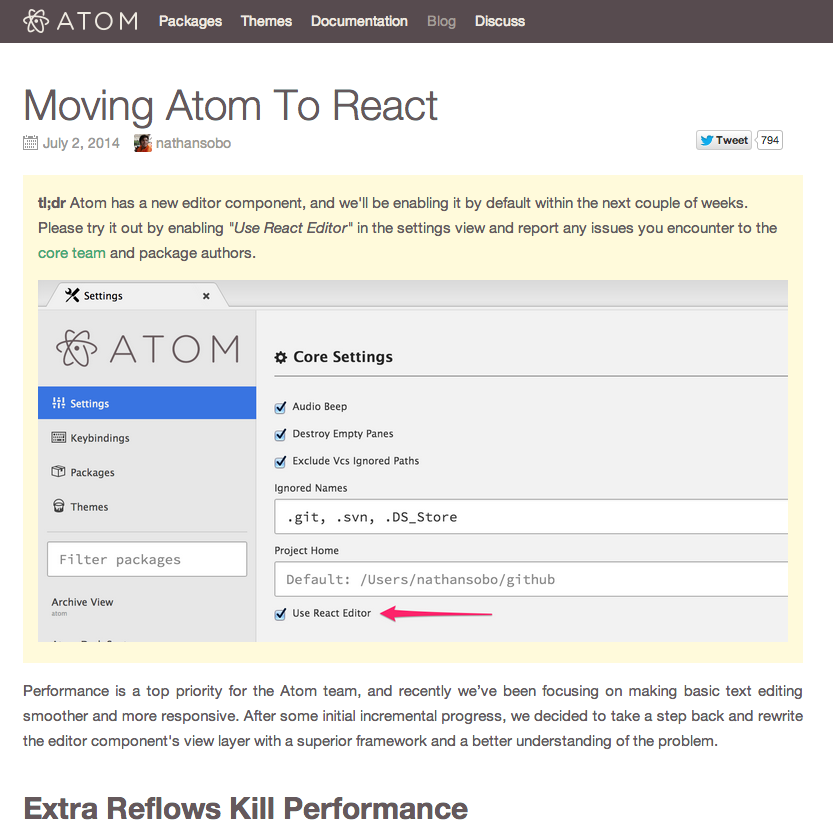 ATOM Packages Themes Documentation Blog Discuss
Moving Atom To React
July 2, 2014 nathansobo
Tweet 794
tl;dr Atom has a new editor component, and we'll be enabling it by default within the next couple of weeks.
Please try it out by enabling "Use React Editor" in the settings view and report any issues you encounter to the
core team and package authors.
Settings
ATOM
Settings
Keybindings
Packages
Themes
Filter packages
Archive View
atom
Core Settings
Audio Beep
Destroy Empty Panes
Exclude Vcs Ignored Paths
Ignored Names
.git, .svn, .DS_Store
Project Home
Default: /Users/nathansobo/github
Use React Editor
Performance is a top priority for the Atom team, and recently we’ve been focusing on making basic text editing
smoother and more responsive. After some initial incremental progress, we decided to take a step back and rewrite
the editor component's view layer with a superior framework and a better understanding of the problem.
Extra Reflows Kill Performance